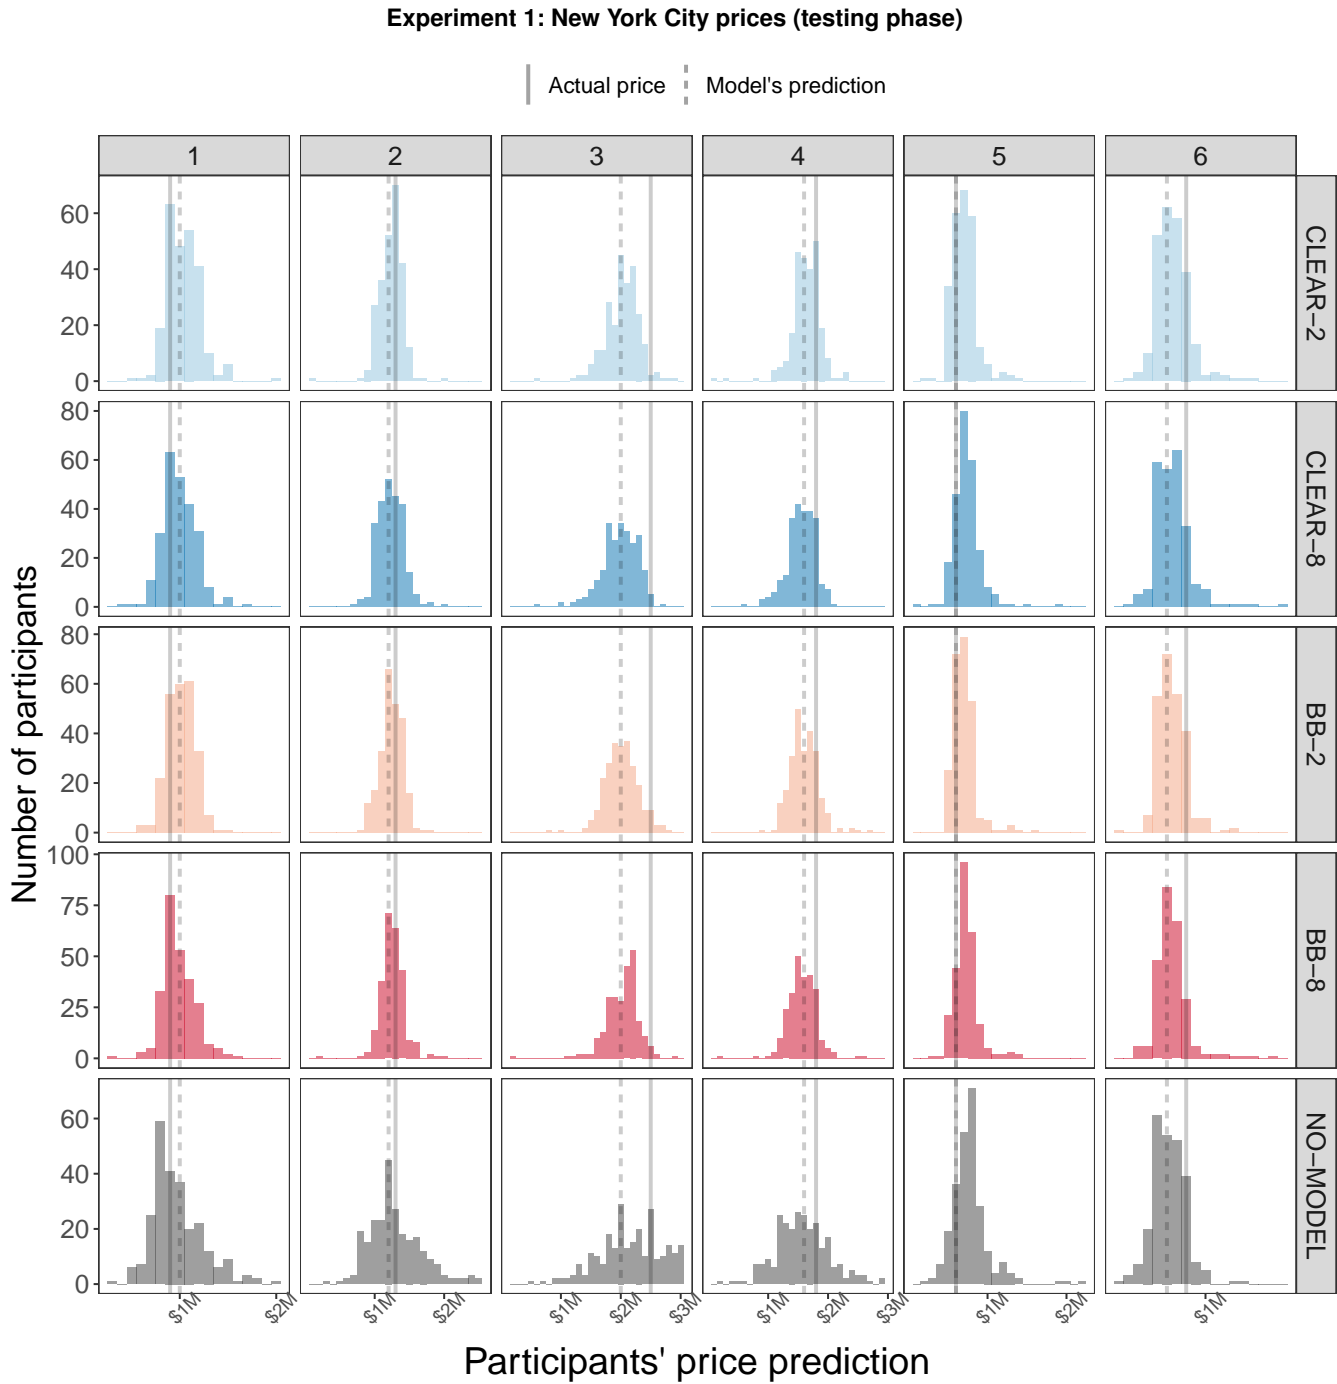 Experiment 1: New York City prices (testing phase)
Actual price Model's prediction
1 2 3 4 5 6
60
40
20
0
CLEAR−2
80
60
40
20
0
CLEAR−8
80
60
40
20
0
BB−2
100
75
50
25
0
BB−8
60
40
20
0
NO−MODEL
Number of participants
$1M $2M $1M $2M $1M $2M $3M $1M $2M $3M $1M $2M $1M
Participants' price prediction